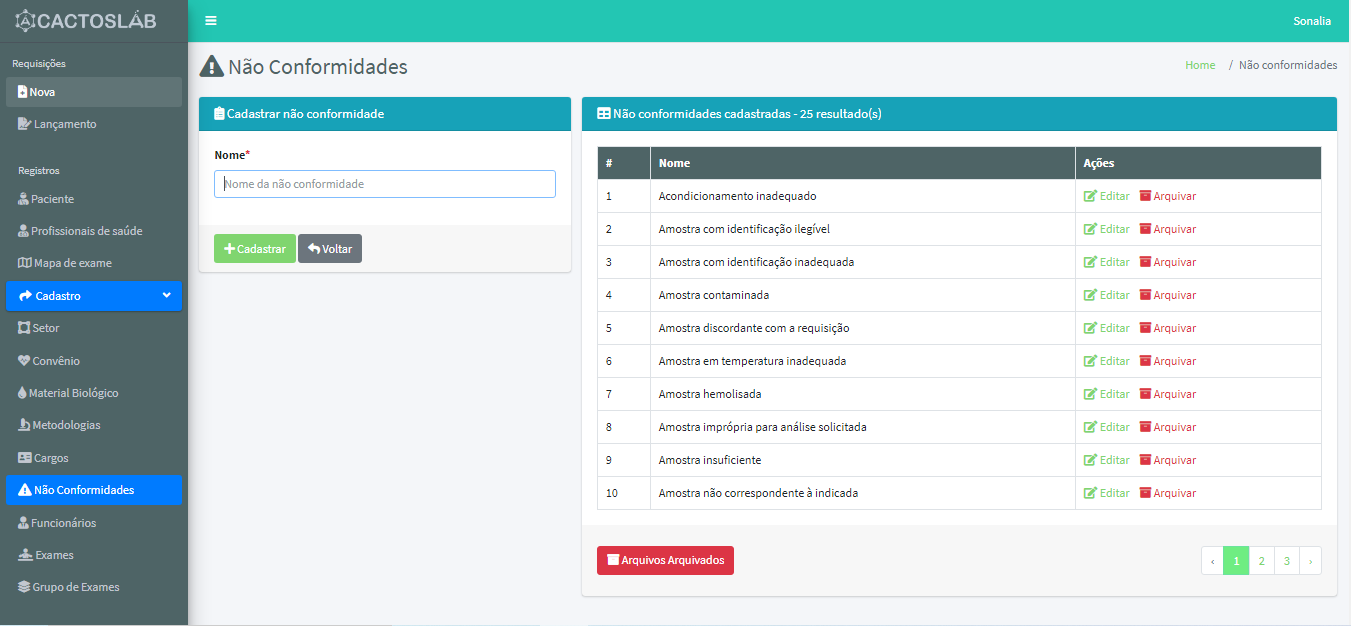 CACTOSLAB
Sonalia
Requisições
Nova
Lançamento
Registros
Paciente
Profissionais de saúde
Mapa de exame
Cadastro
Setor
Convênio
Material Biológico
Metodologias
Cargos
Não Conformidades
Funcionários
Exames
Grupo de Exames
Não Conformidades
Home / Não conformidades
Cadastrar não conformidade
Nome*
Nome da não conformidade
Cadastrar Voltar
Não conformidades cadastradas - 25 resultado(s)
# Nome Ações
1 Acondicionamento inadequado Editar Arquivar
2 Amostra com identificação ilegível Editar Arquivar
3 Amostra com identificação inadequada Editar Arquivar
4 Amostra contaminada Editar Arquivar
5 Amostra discordante com a requisição Editar Arquivar
6 Amostra em temperatura inadequada Editar Arquivar
7 Amostra hemolisada Editar Arquivar
8 Amostra imprópria para análise solicitada Editar Arquivar
9 Amostra insuficiente Editar Arquivar
10 Amostra não correspondente à indicada Editar Arquivar
Arquivos Arquivados
‹ 1 2 3 ›